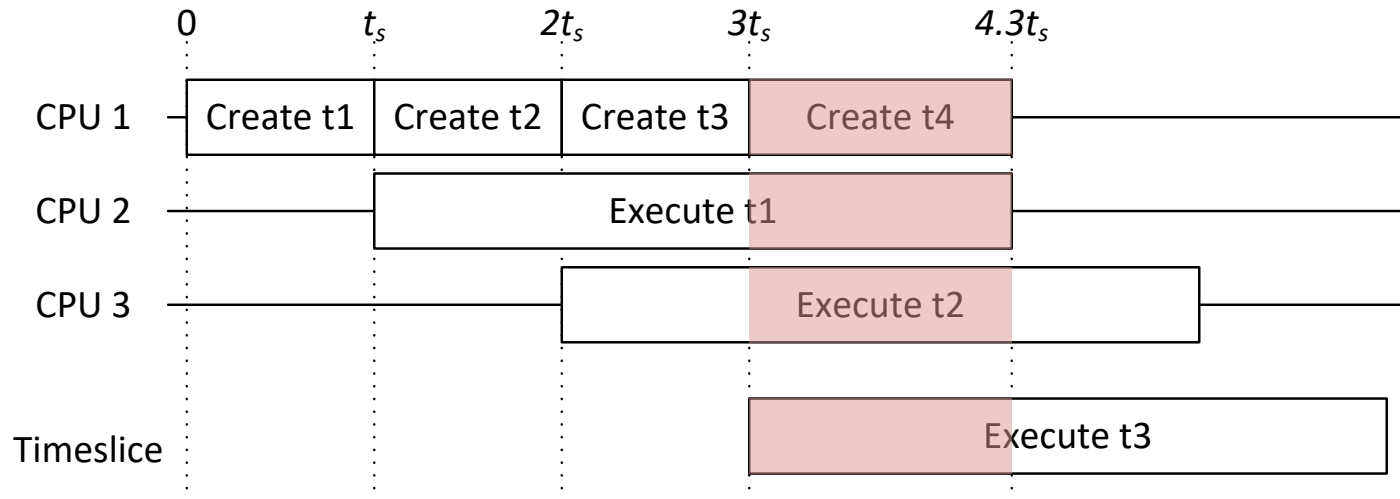 0 t_s 2t_s 3t_s 4.3t_s
CPU 1 Create t1 Create t2 Create t3 Create t4
CPU 2 Execute t1
CPU 3 Execute t2
Timeslice Execute t3